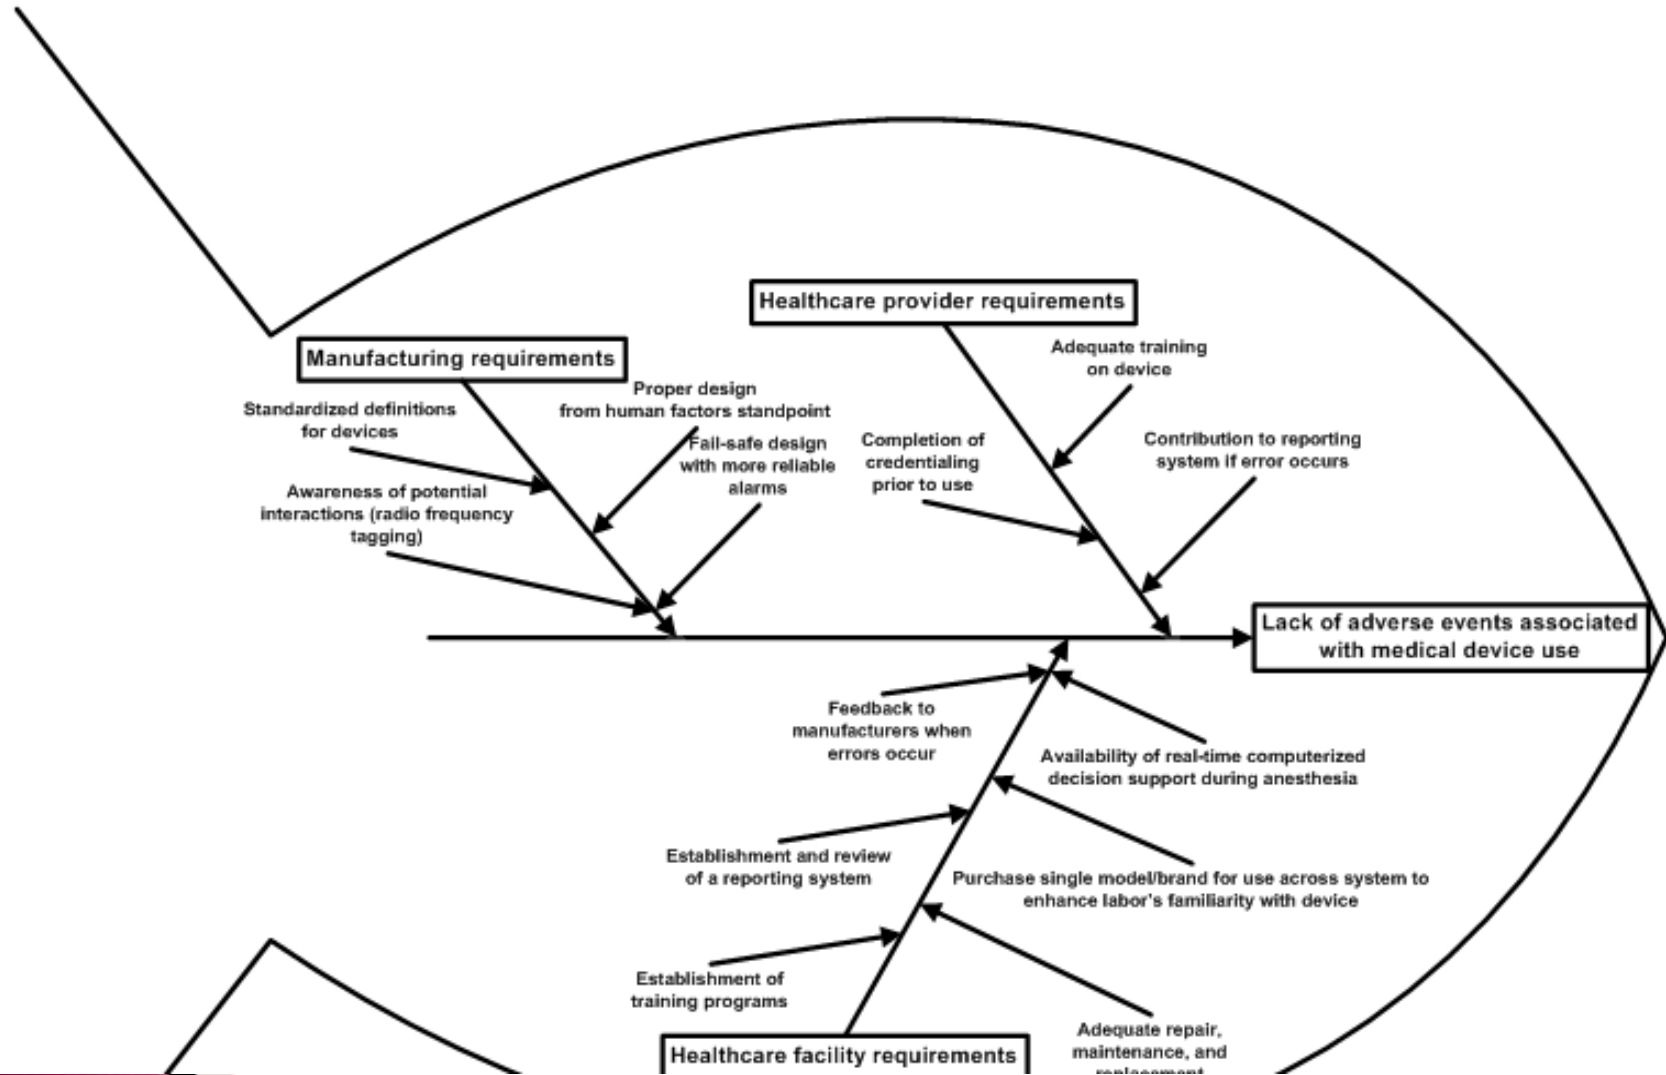 Healthcare provider requirements
Manufacturing requirements
Adequate training
on device
Proper design
from human factors standpoint
Standardized definitions
for devices
Fail-safe design
with more reliable
alarms
Completion of
credentialing
prior to use
Contribution to reporting
system if error occurs
Awareness of potential
interactions (radio frequency
tagging)
Lack of adverse events associated
with medical device use
Feedback to
manufacturers when
errors occur
Availability of real-time computerized
decision support during anesthesia
Establishment and review
of a reporting system
Purchase single model/brand for use across system to
enhance labor's familiarity with device
Establishment of
training programs
Adequate repair,
maintenance, and
replacement
Healthcare facility requirements